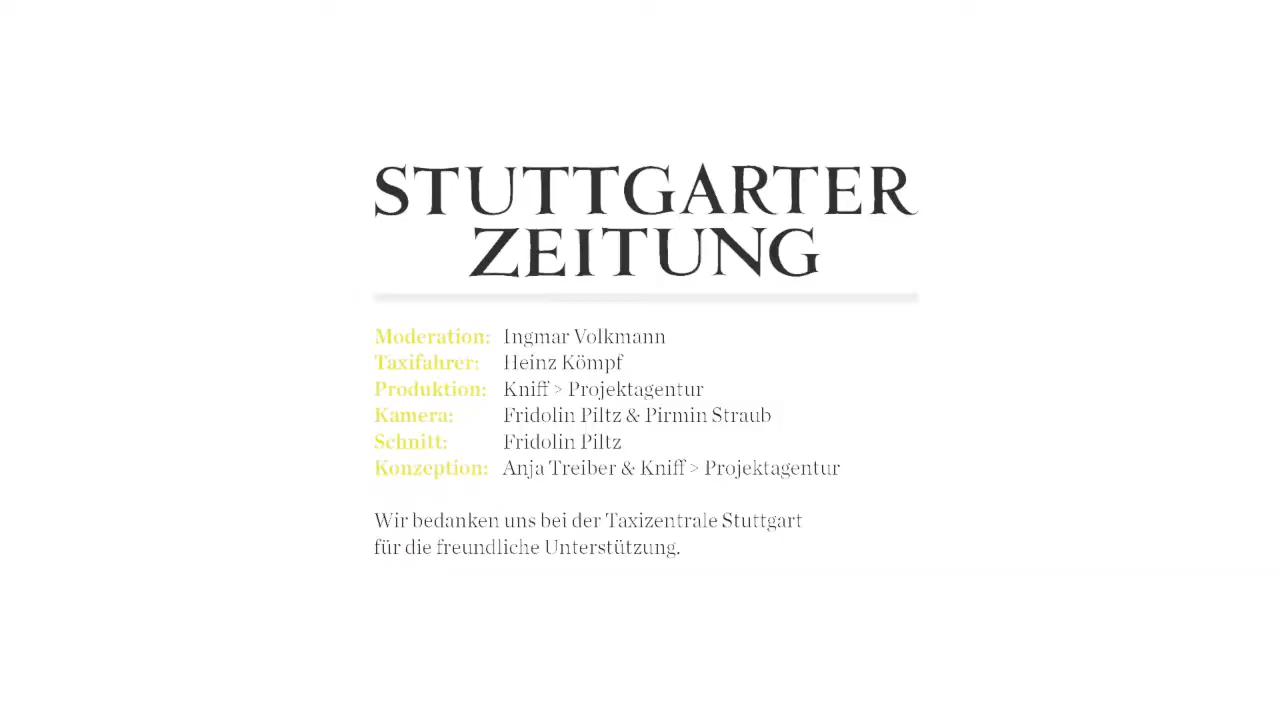 STUTTGARTER
ZEITUNG
Moderation: Ingmar Volkmann
Taxifahrer: Heinz Kömpf
Produktion: Kniff > Projektagentur
Kamera: Fridolin Piltz & Pirmin Straub
Schnitt: Fridolin Piltz
Konzeption: Anja Treiber & Kniff > Projektagentur
Wir bedanken uns bei der Taxizentrale Stuttgart
für die freundliche Unterstützung.